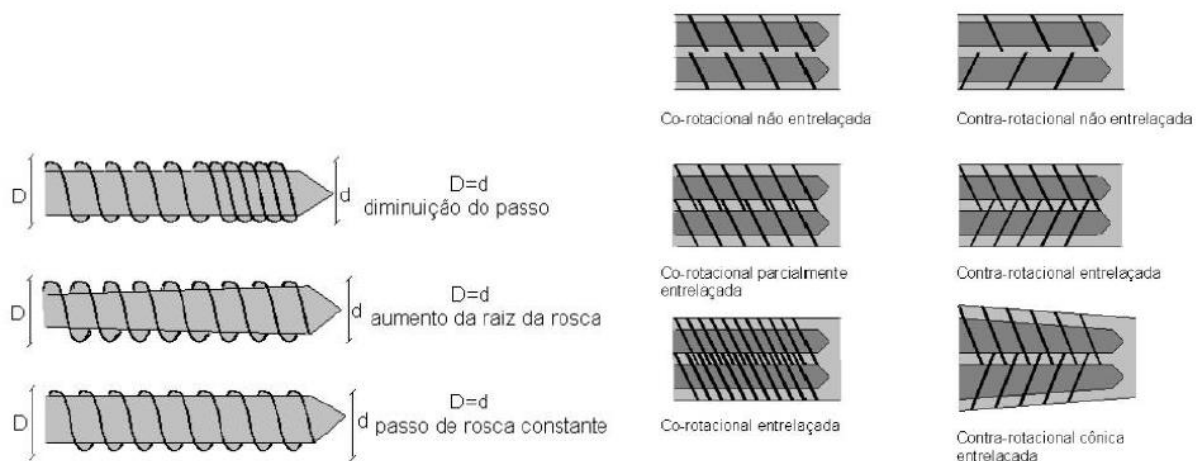 D
d
D=d
diminuição do passo
D
d
D=d
aumento da raiz da rosca
D
d
D=d
passo de rosca constante
Co-rotacional não entrelaçada
Contra-rotacional não entrelaçada
Co-rotacional parcialmente
entrelaçada
Contra-rotacional entrelaçada
Co-rotacional entrelaçada
Contra-rotacional cônica
entrelaçada